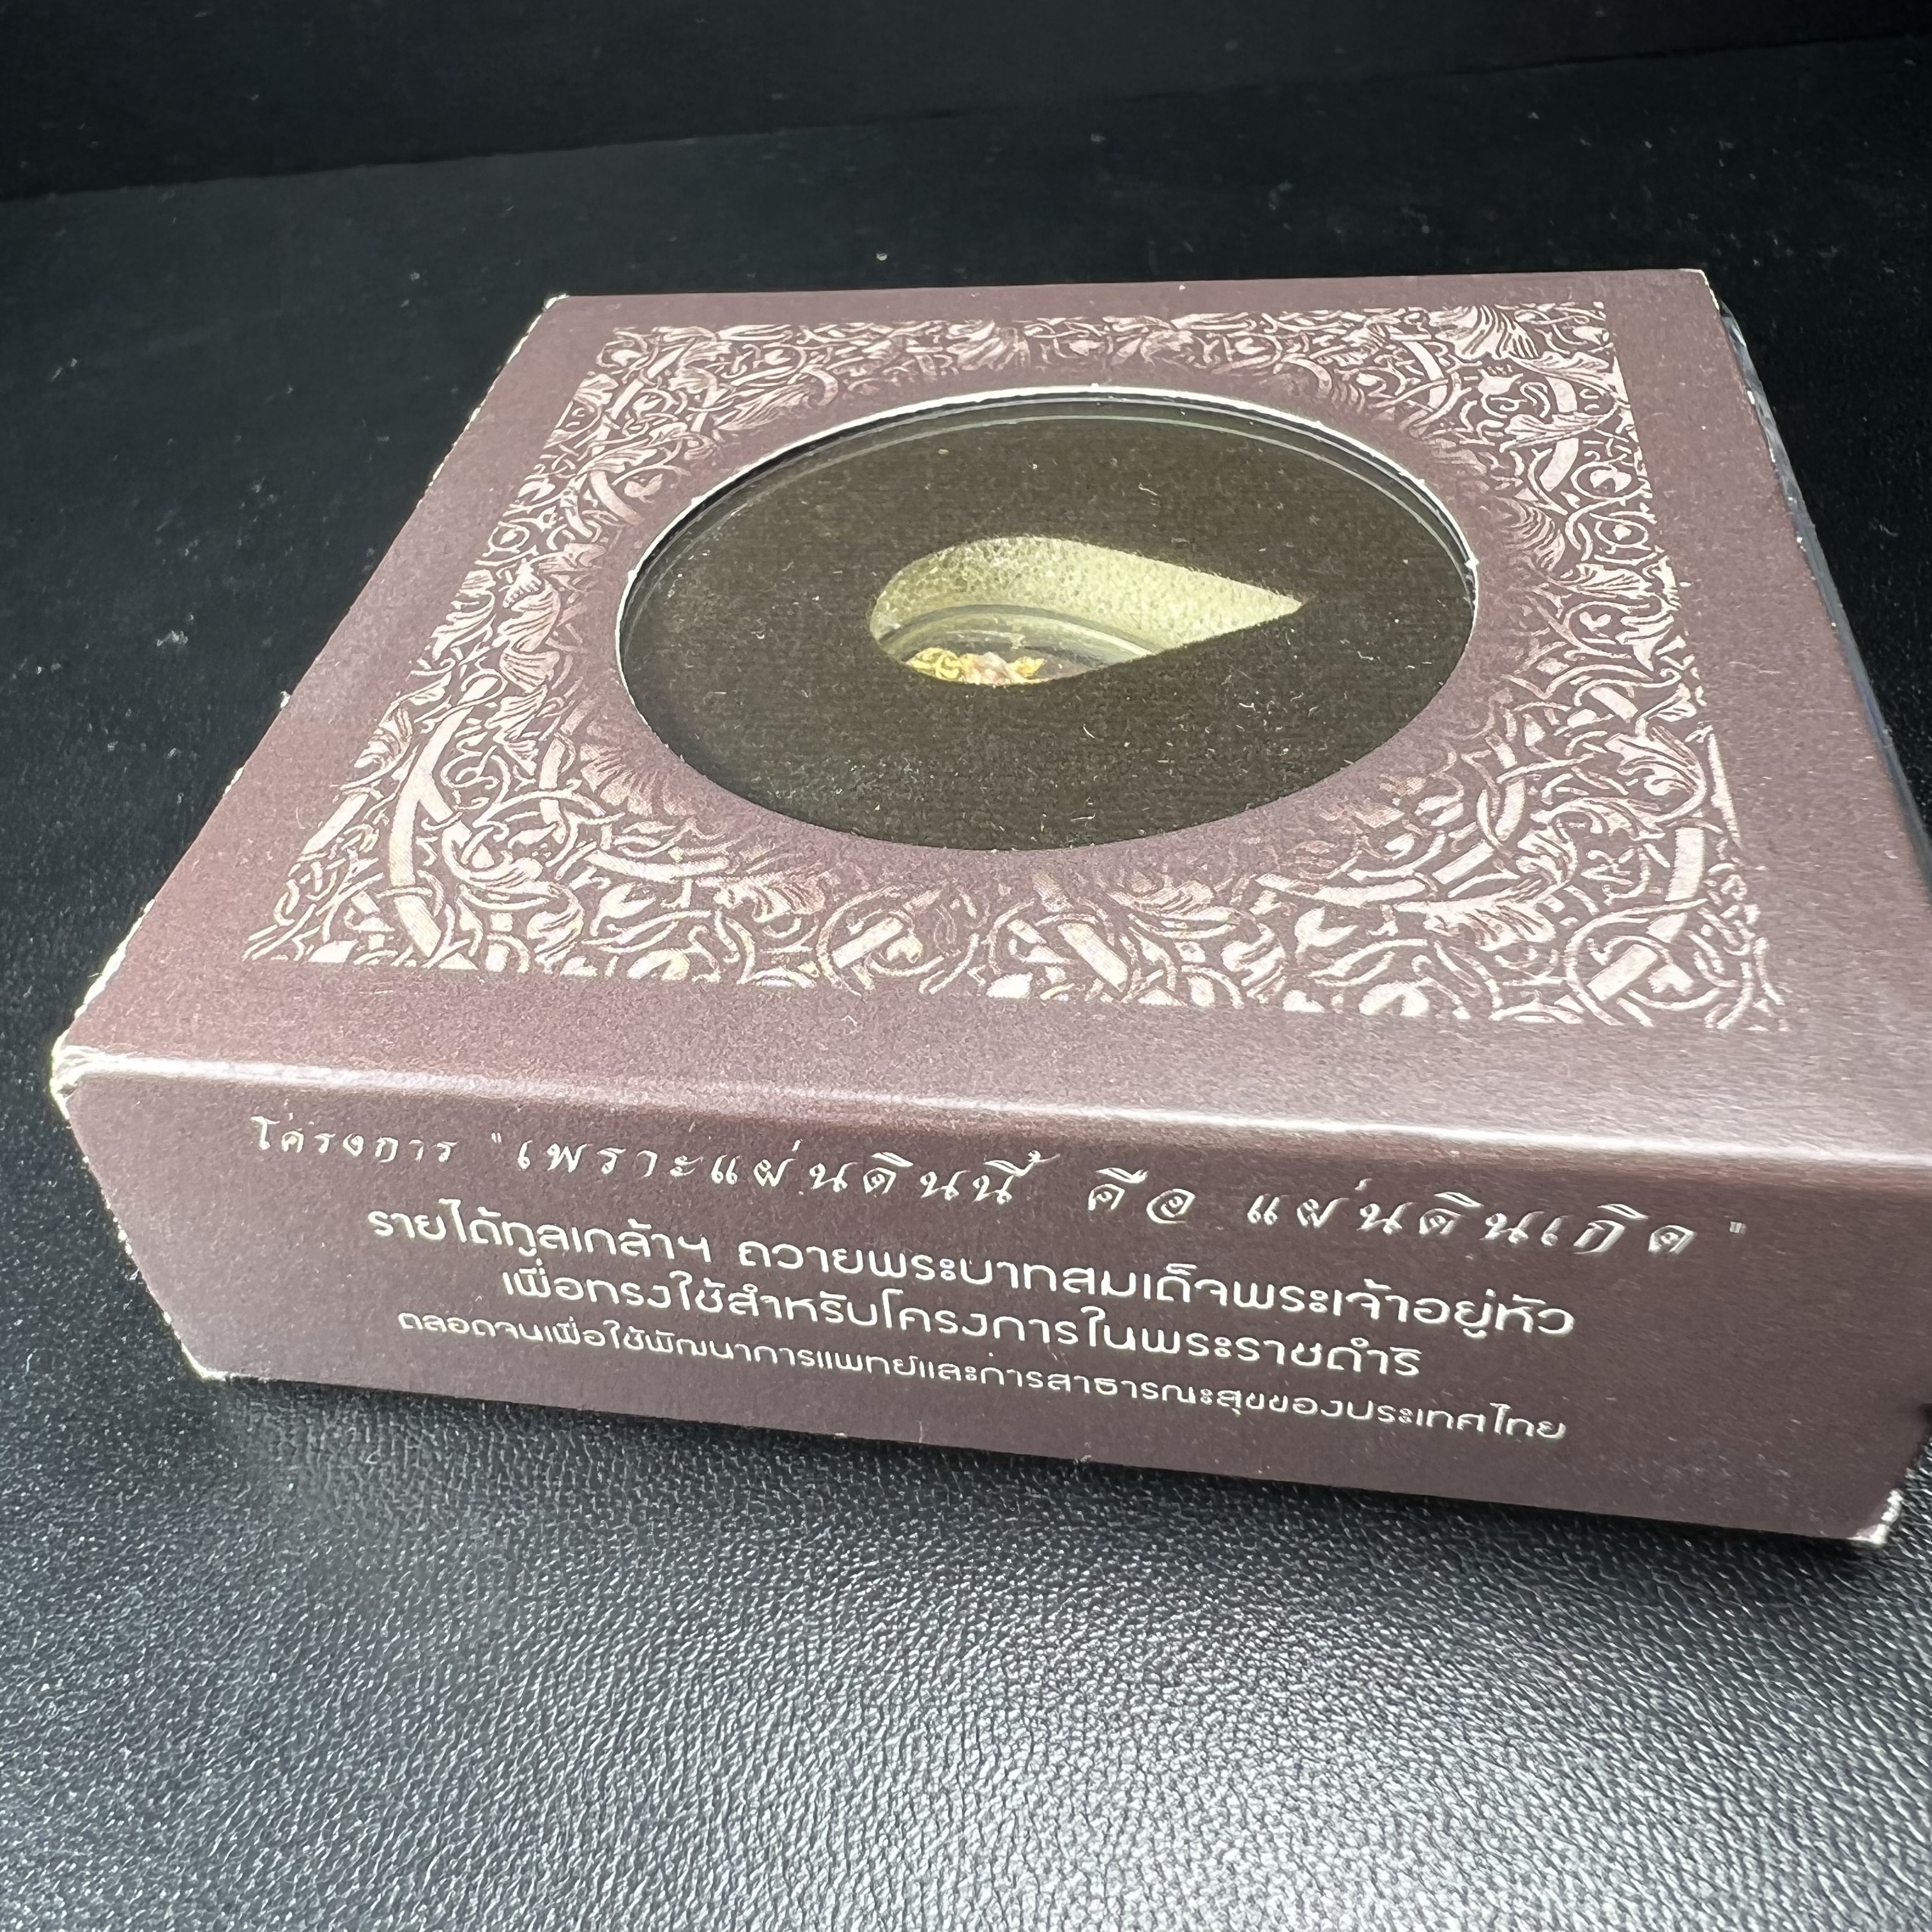 โครงการ "เพราะแผ่นดินนี้ คือ แผ่นดินเกิด"
รายได้ทูลเกล้าฯ ถวายพระบาทสมเด็จพระเจ้าอยู่หัว
เพื่อทรงใช้สำหรับโครงการในพระราชดำริ
ตลอดจนเพื่อใช้พัฒนาการแพทย์และการสาธารณะสุขของประเทศไทย